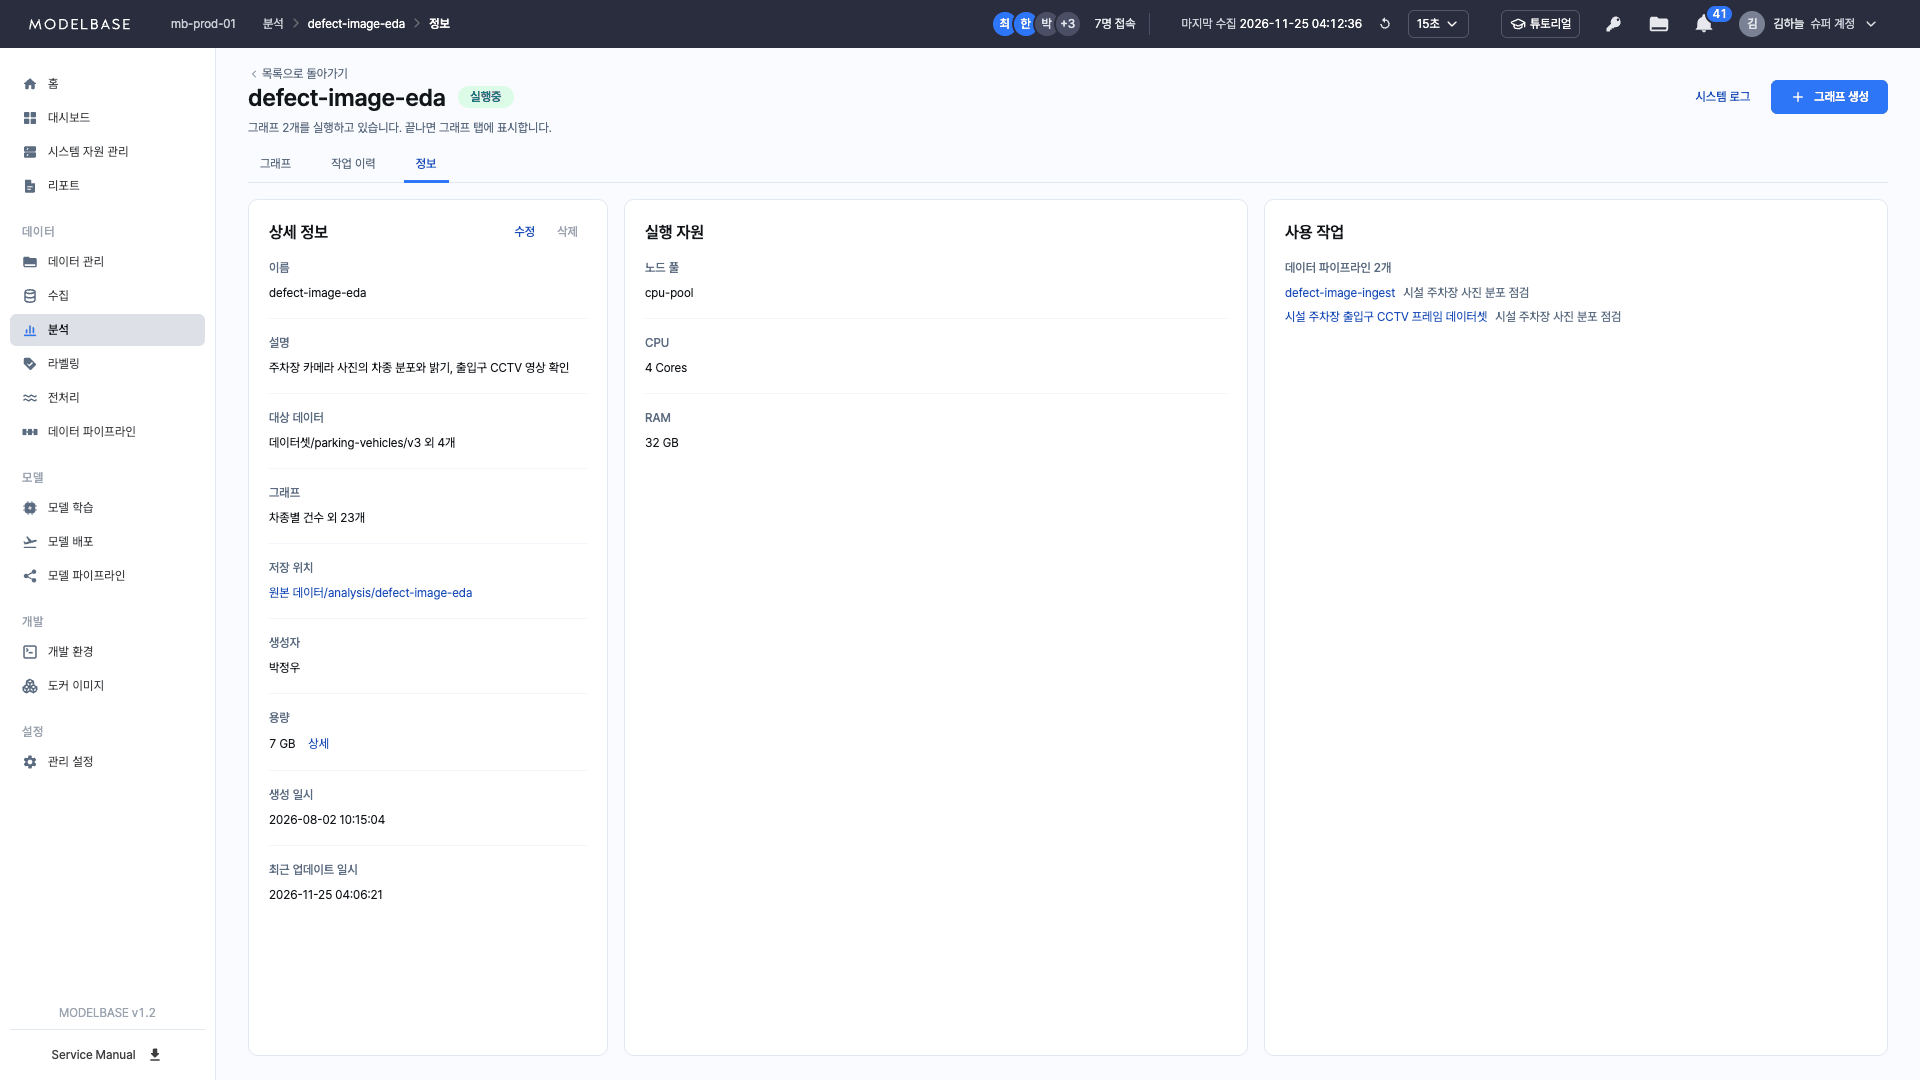 MODELBASE
mb-prod-01
분석 > defect-image-eda > 정보
최 한 박 +3 7명 접속
마지막 수집 2026-11-25 04:12:36
15초
튜토리얼
41
김 김하늘 슈퍼 계정
홈
대시보드
시스템 자원 관리
리포트
데이터
데이터 관리
수집
분석
라벨링
전처리
데이터 파이프라인
모델
모델 학습
모델 배포
모델 파이프라인
개발
개발 환경
도커 이미지
설정
관리 설정
MODELBASE v1.2
Service Manual
목록으로 돌아가기
defect-image-eda 실행중
그래프 2개를 실행하고 있습니다. 끝나면 그래프 탭에 표시합니다.
시스템 로그
그래프 생성
그래프 작업 이력 정보
상세 정보 수정 삭제
이름
defect-image-eda
설명
주차장 카메라 사진의 차종 분포와 밝기, 출입구 CCTV 영상 확인
대상 데이터
데이터셋/parking-vehicles/v3 외 4개
그래프
차종별 건수 외 23개
저장 위치
원본 데이터/analysis/defect-image-eda
생성자
박정우
용량
7 GB 상세
생성 일시
2026-08-02 10:15:04
최근 업데이트 일시
2026-11-25 04:06:21
실행 자원
노드 풀
cpu-pool
CPU
4 Cores
RAM
32 GB
사용 작업
데이터 파이프라인 2개
defect-image-ingest 시설 주차장 사진 분포 점검
시설 주차장 출입구 CCTV 프레임 데이터셋 시설 주차장 사진 분포 점검